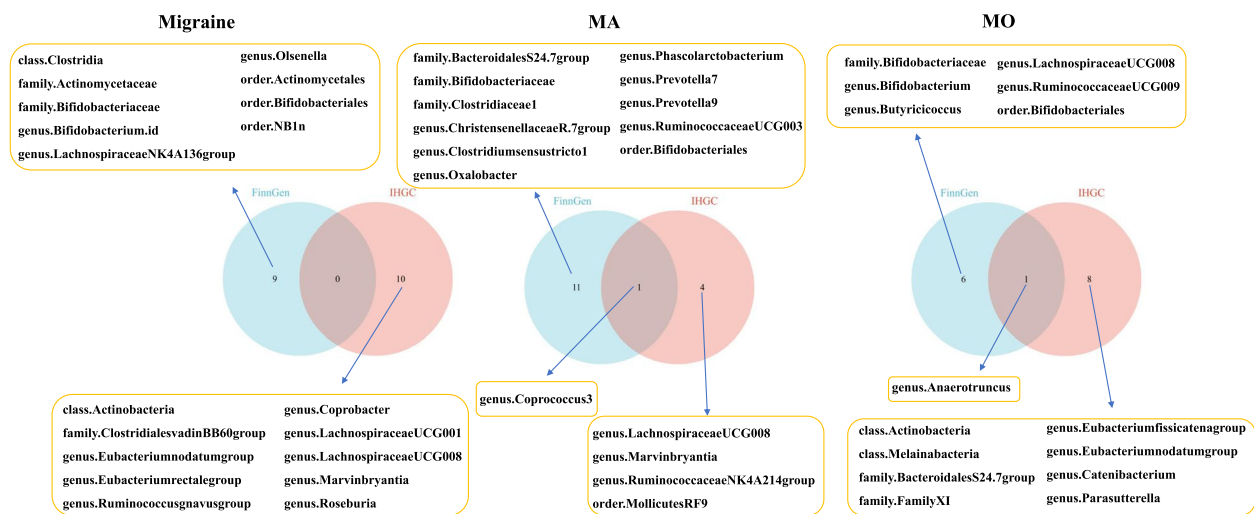 Migraine
class.Clostridia
family.Actinomycetaceae
family.Bifidobacteriaceae
genus.Bifidobacterium.id
genus.LachnospiraceaeNK4A136group
genus.Olsenella
order.Actinomycetales
order.Bifidobacteriales
order.NB1n
FinnGen
IHGC
9
0
10
class.Actinobacteria
family.ClostridialesvadinBB60group
genus.Eubacteriumnodatumgroup
genus.Eubacteriumrectalegroup
genus.Ruminococcusgnavusgroup
genus.Coprobacter
genus.LachnospiraceaeUCG001
genus.LachnospiraceaeUCG008
genus.Marvinbryantia
genus.Roseburia
MA
family.BacteroidalesS24.7group
family.Bifidobacteriaceae
family.Clostridiaceae1
genus.ChristensenellaceaeR.7group
genus.Clostridiumsensustricto1
genus.Oxalobacter
genus.Phascolarctobacterium
genus.Prevotella7
genus.Prevotella9
genus.RuminococcaceaeUCG003
order.Bifidobacteriales
FinnGen
IHGC
11
1
4
genus.Coprococcus3
genus.LachnospiraceaeUCG008
genus.Marvinbryantia
genus.RuminoccaceaeNK4A214group
order.MollicutesRF9
MO
family.Bifidobacteriaceae
genus.Bifidobacterium
genus.Butyricicoccus
genus.LachnospiraceaeUCG008
genus.RuminococcaceaeUCG009
order.Bifidobacteriales
FinnGen
IHGC
6
1
8
genus.Anaerotruncus
class.Actinobacteria
class.Melainabacteria
family.BacteroidalesS24.7group
family.FamilyXI
genus.Eubacteriumfissicatenagroup
genus.Eubacteriumnodatumgroup
genus.Catenibacterium
genus.Parasutterella